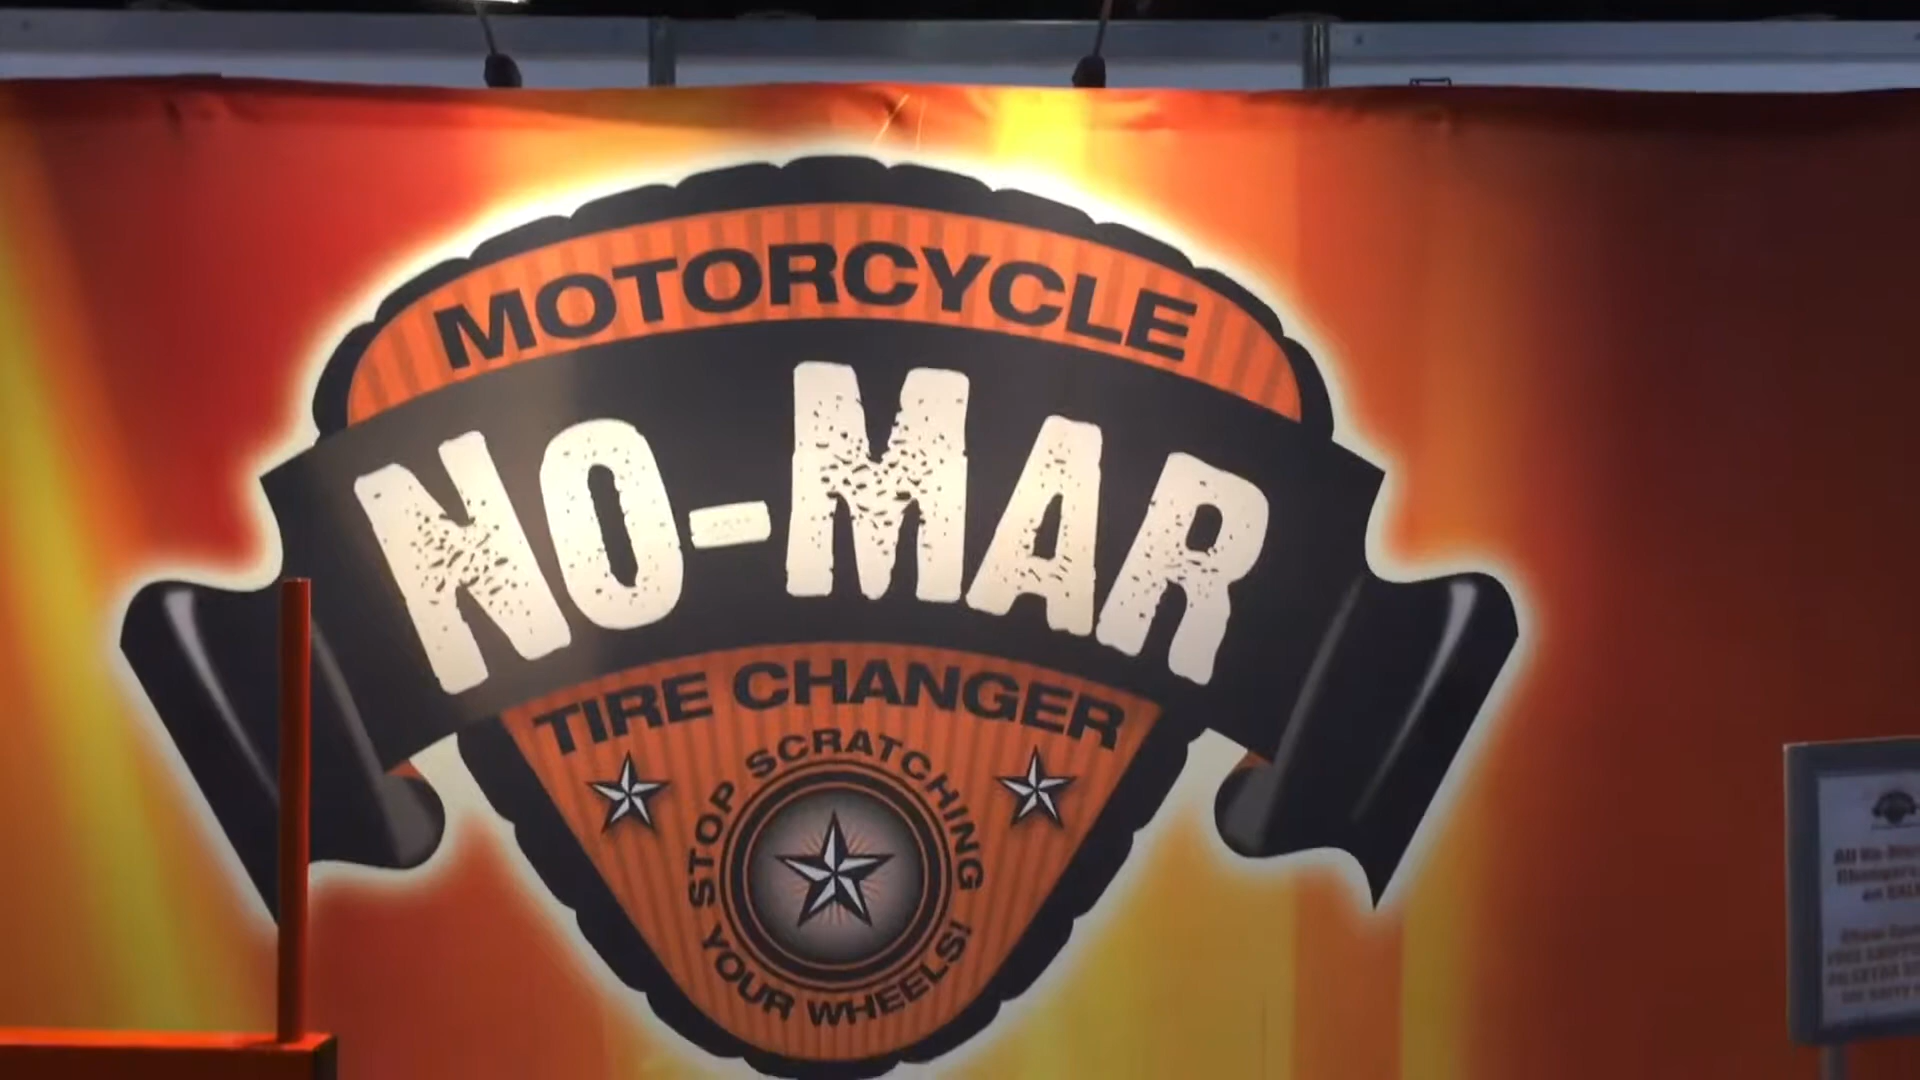 MOTORCYCLE
NO-MAR
TIRE CHANGER
STOP SCRATCHING
YOUR WHEELS!